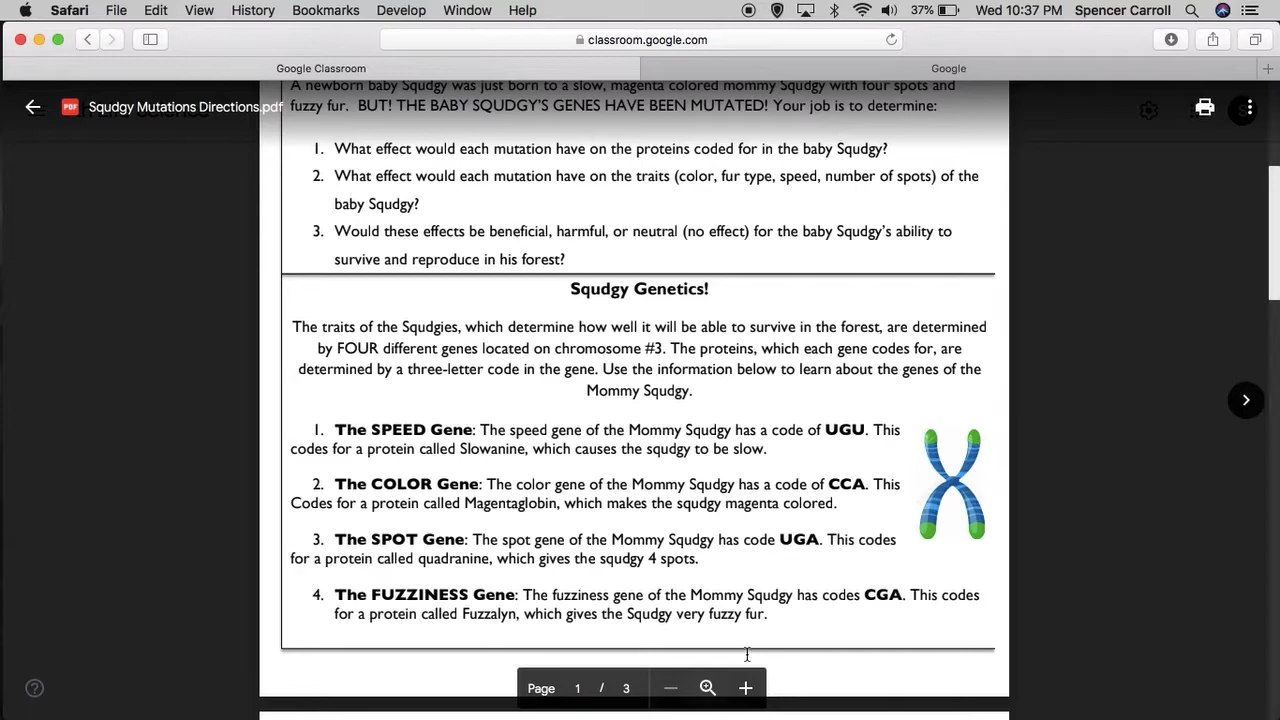 Safari File Edit View History Bookmarks Develop Window Help 37% Wed 10:37 PM Spencer Carroll
classroom.google.com
Google Classroom Google
A newborn baby Squdgy was just born to a slow, magenta colored mommy Squdgy with four spots and
PDF Squdgy Mutations Directions.pdf fuzzy fur. BUT! THE BABY SQUDGY'S GENES HAVE BEEN MUTATED! Your job is to determine:
1. What effect would each mutation have on the proteins coded for in the baby Squdgy?
2. What effect would each mutation have on the traits (color, fur type, speed, number of spots) of the
baby Squdgy?
3. Would these effects be beneficial, harmful, or neutral (no effect) for the baby Squdgy's ability to
survive and reproduce in his forest?
Squdgy Genetics!
The traits of the Squdgies, which determine how well it will be able to survive in the forest, are determined
by FOUR different genes located on chromosome #3. The proteins, which each gene codes for, are
determined by a three-letter code in the gene. Use the information below to learn about the genes of the
Mommy Squdgy.
1. The SPEED Gene: The speed gene of the Mommy Squdgy has a code of UGU. This
codes for a protein called Slowanine, which causes the squdgy to be slow.
2. The COLOR Gene: The color gene of the Mommy Squdgy has a code of CCA. This
Codes for a protein called Magentaglobin, which makes the squdgy magenta colored.
3. The SPOT Gene: The spot gene of the Mommy Squdgy has code UGA. This codes
for a protein called quadranine, which gives the squdgy 4 spots.
4. The FUZZINESS Gene: The fuzziness gene of the Mommy Squdgy has codes CGA. This codes
for a protein called Fuzzalyn, which gives the Squdgy very fuzzy fur.
Page 1 / 3